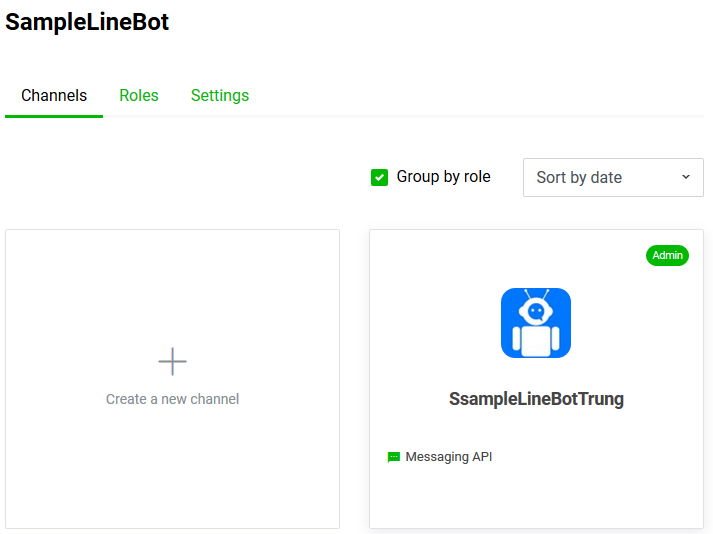 SampleLineBot
Channels Roles Settings
Group by role Sort by date
Admin
Create a new channel
SsampleLineBotTrung
Messaging API